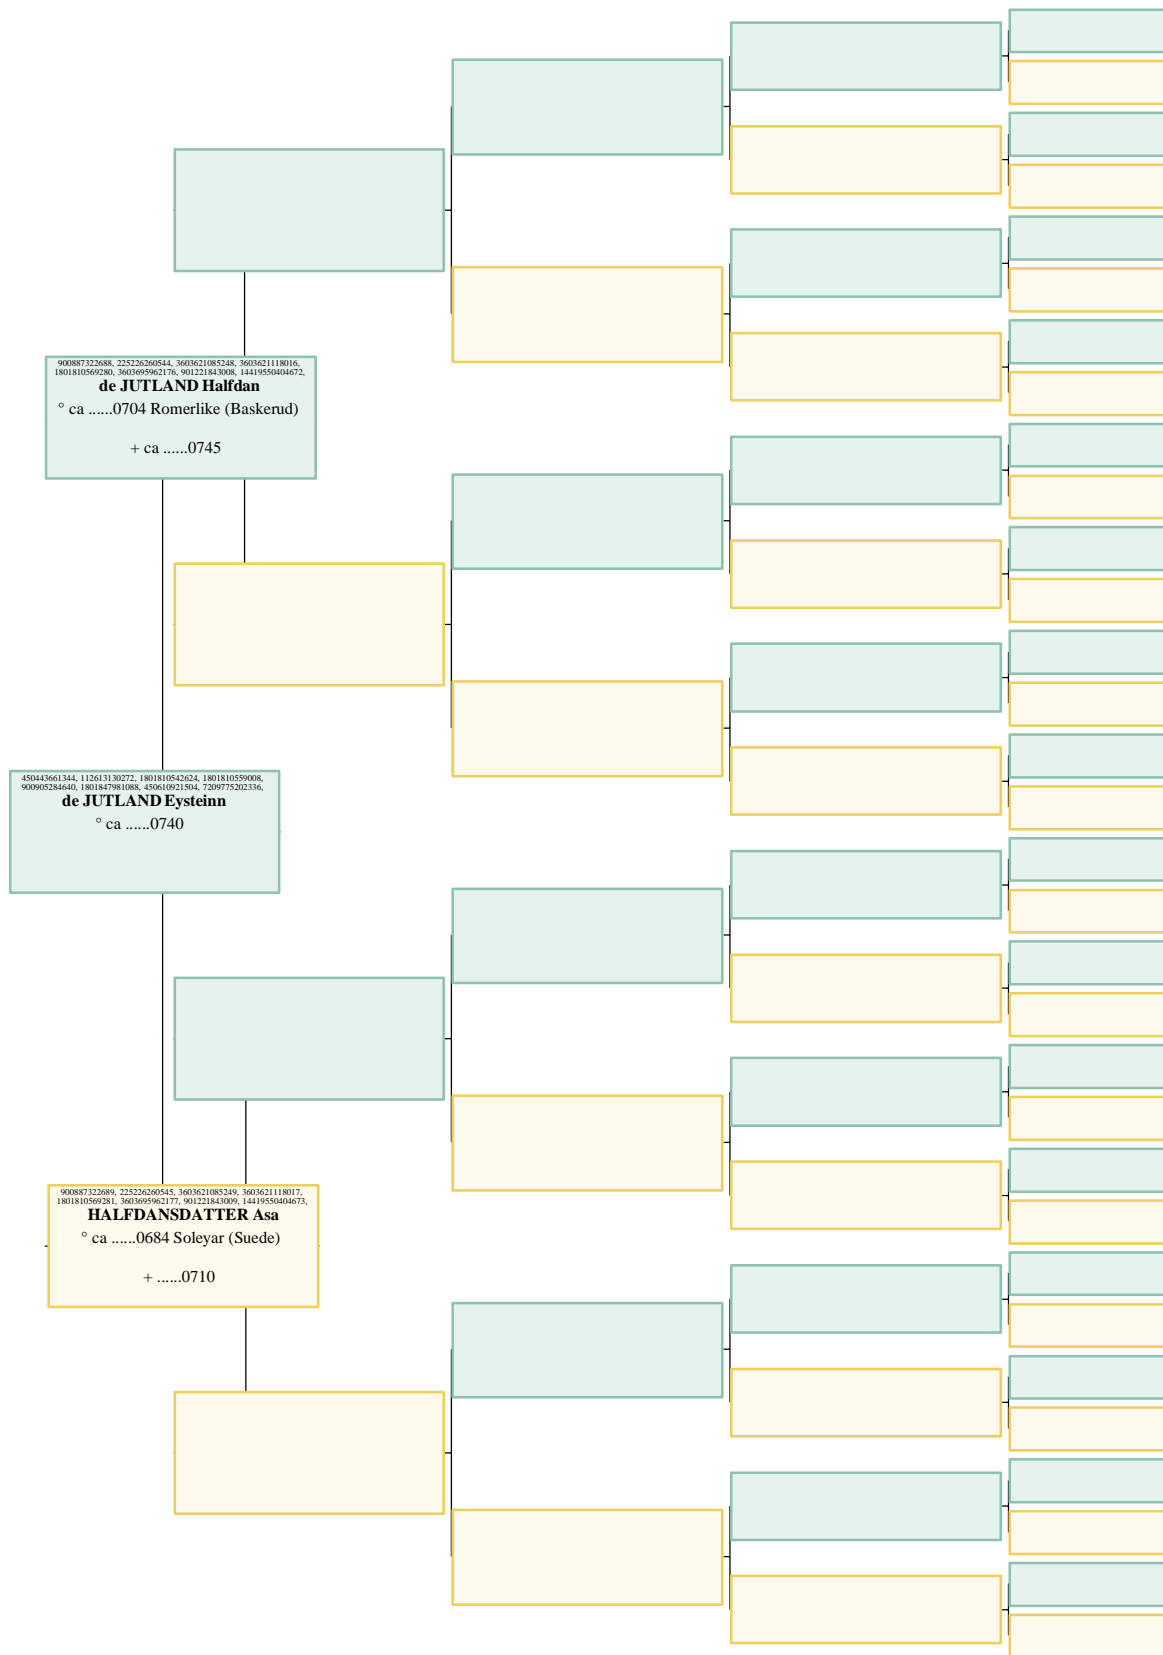 900887322688, 225226260544, 3603621085248, 3603621118016,
1801810569280, 3603695962176, 901221843008, 14419550404672,
de JUTLAND Halfdan
° ca ......0704 Romerlike (Baskerud)
+ ca ......0745
450443661344, 112613130272, 1801810542624, 1801810559008,
900905284640, 1801847981088, 450610921504, 7209775202336,
de JUTLAND Eysteinn
° ca ......0740
900887322689, 225226260545, 3603621085249, 3603621118017,
1801810569281, 3603695962177, 901221843009, 14419550404673,
HALFDANSDATTER Asa
° ca ......0684 Soleyar (Suede)
+ ......0710